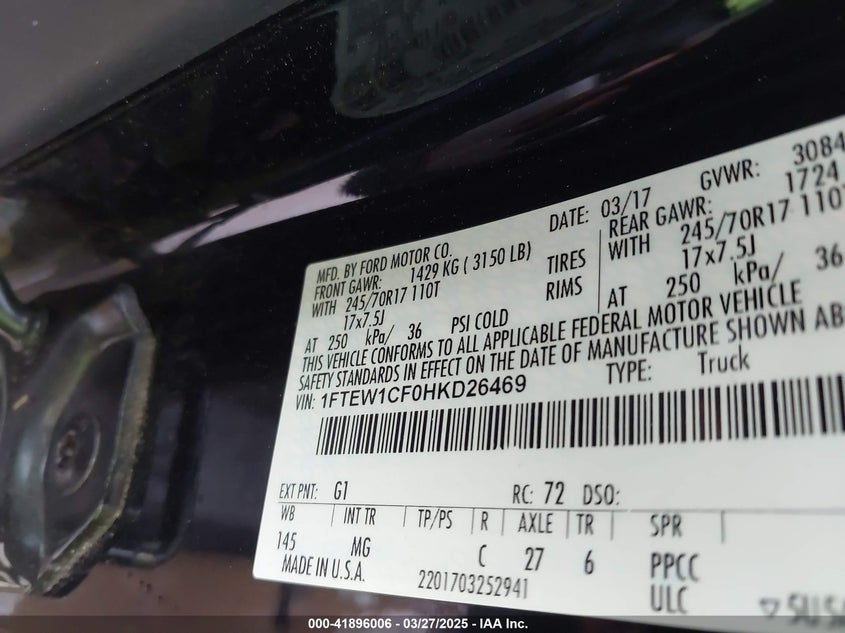 MFD. BY FORD MOTOR CO.
DATE: 03/17 GVWR: 3084
FRONT GAWR: 1429 KG ( 3150 LB) REAR GAWR: 1724
WITH 245/70R17 110T TIRES WITH 245/70R17 110T
17x7.5J RIMS 17x7.5J
AT 250 kPa/ 36 PSI COLD AT 250 kPa/ 36
THIS VEHICLE CONFORMS TO ALL APPLICABLE FEDERAL MOTOR VEHICLE
SAFETY STANDARDS IN EFFECT ON THE DATE OF MANUFACTURE SHOWN AB
VIN: 1FTEW1CF0HKD26469 TYPE: Truck
EXT PNT: G1 RC: 72 DSO:
WB INT TR TP/PS R AXLE TR SPR
145 MG C 27 6 PPCC
MADE IN U.S.A. 2201703252941 ULC
000-41896006 - 03/27/2025 - IAA Inc.